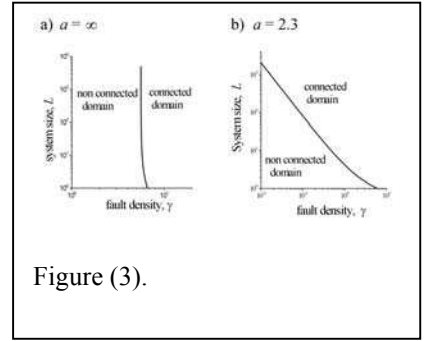 a) a = ∞
b) a = 2.3
system size, L
non connected
domain
connected
domain
fault density, γ
System size, L
connected
domain
non connected
domain
fault density, γ
Figure (3).